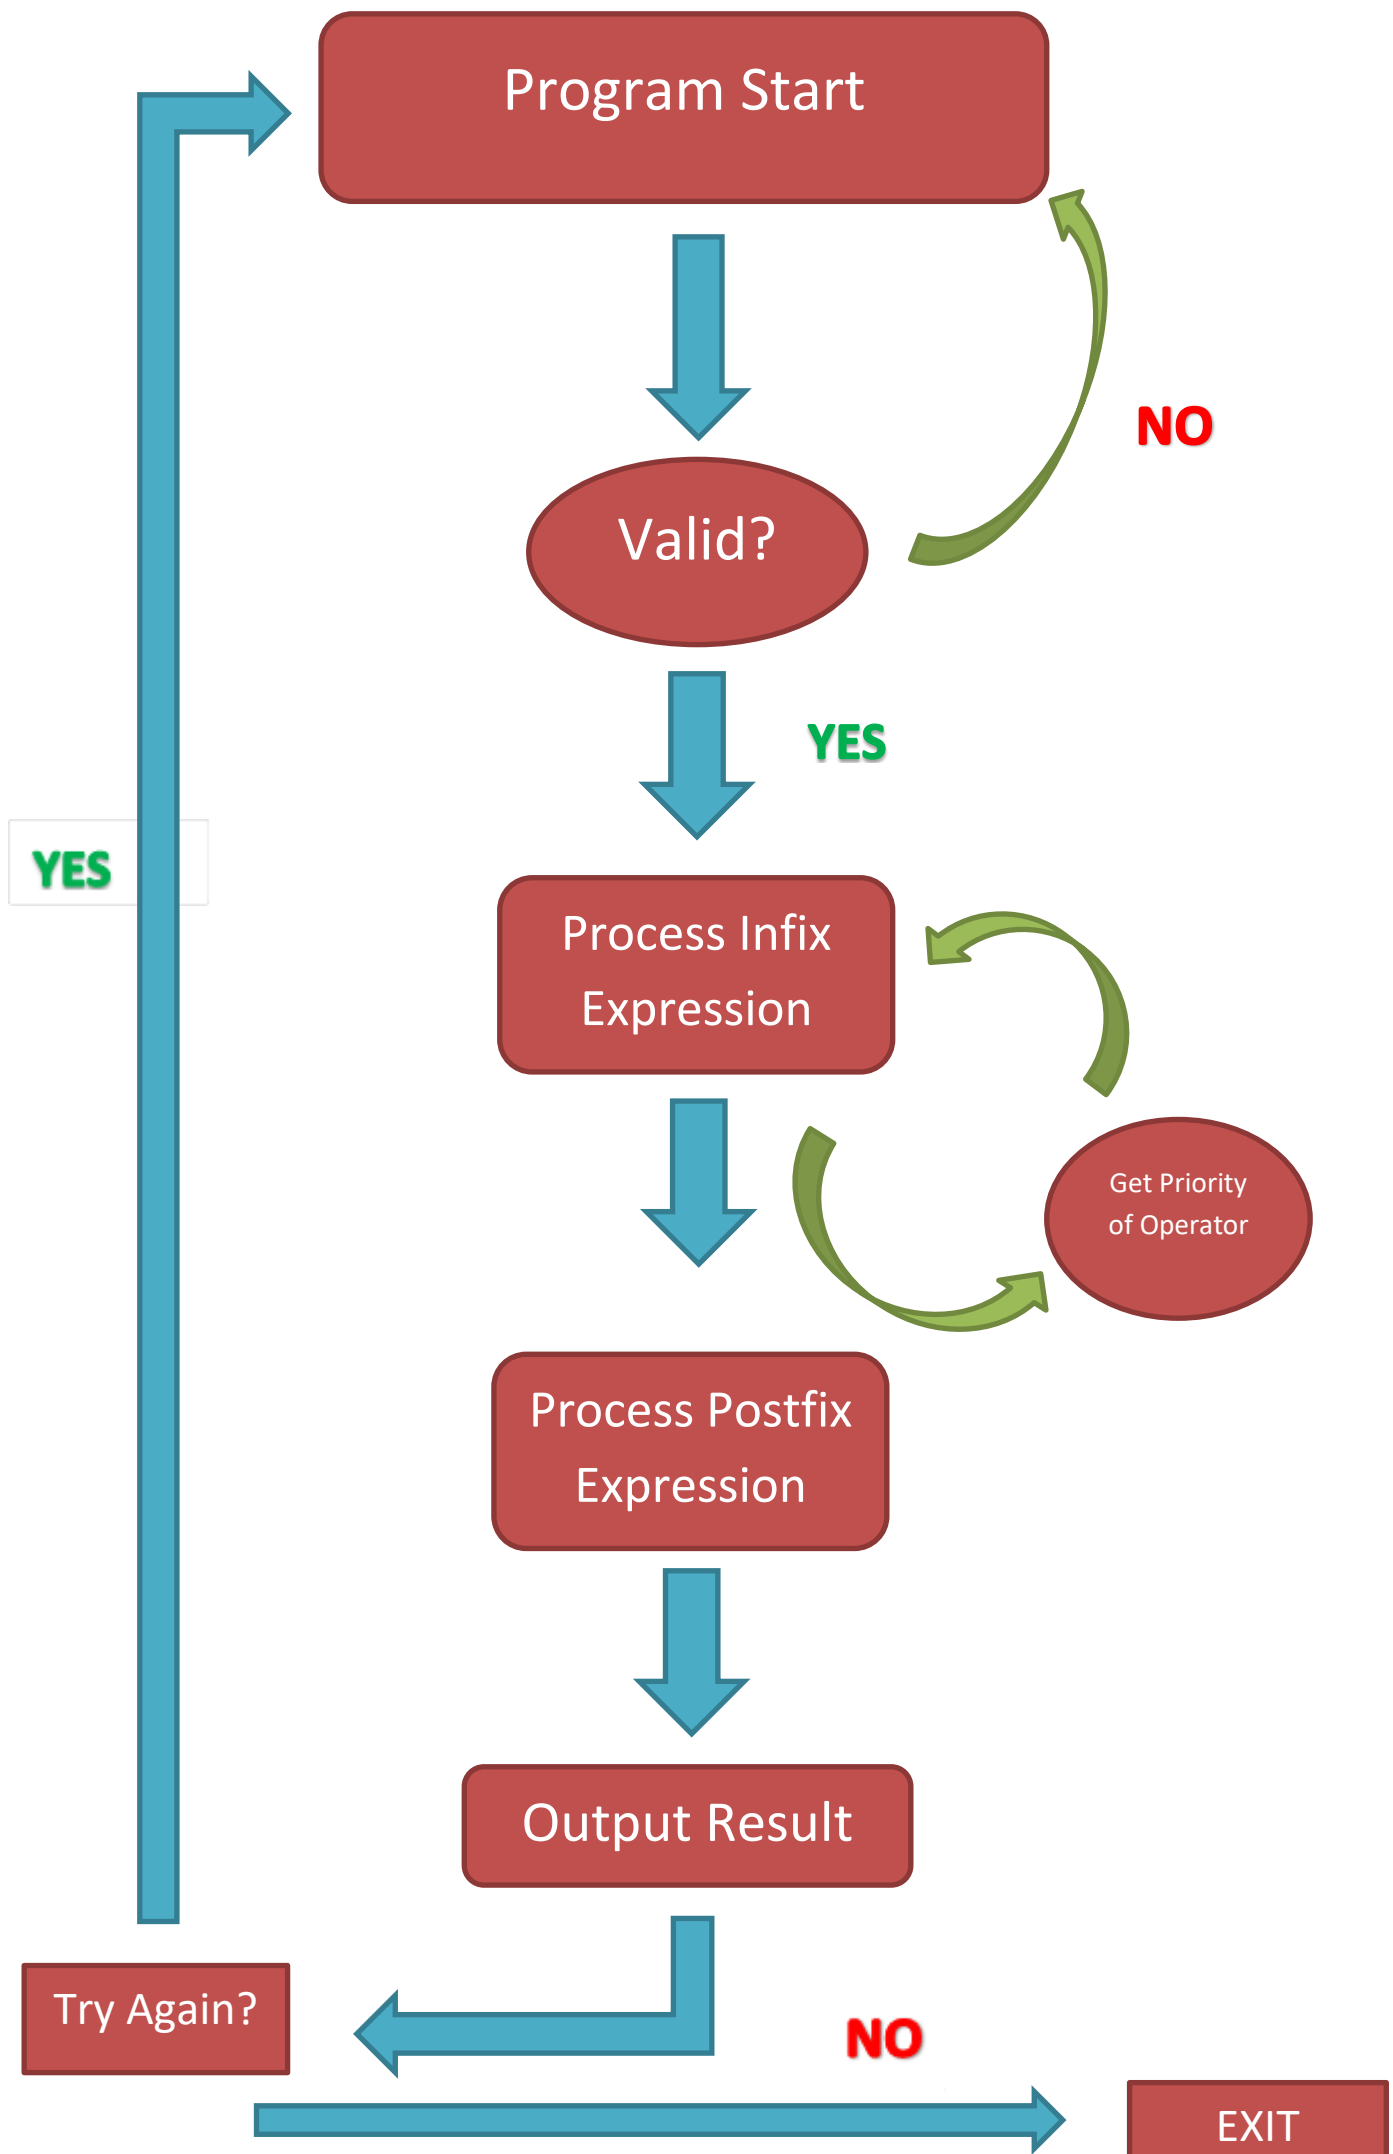 Program Start
NO
Valid?
YES
YES
Process Infix
Expression
Get Priority
of Operator
Process Postfix
Expression
Output Result
Try Again?
NO
EXIT